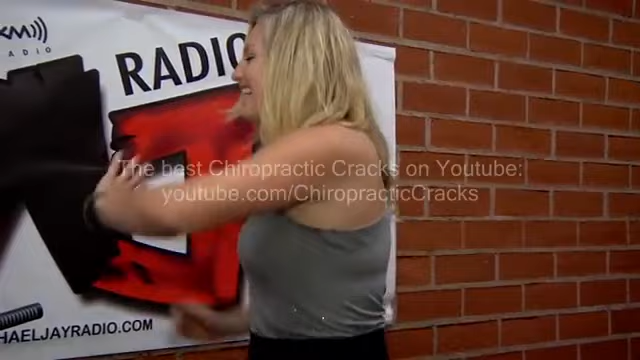 XM
RADIO
RADIO
The best Chiropractic Cracks on Youtube:
youtube.com/ChiropracticCracks
HAELJAYRADIO.COM